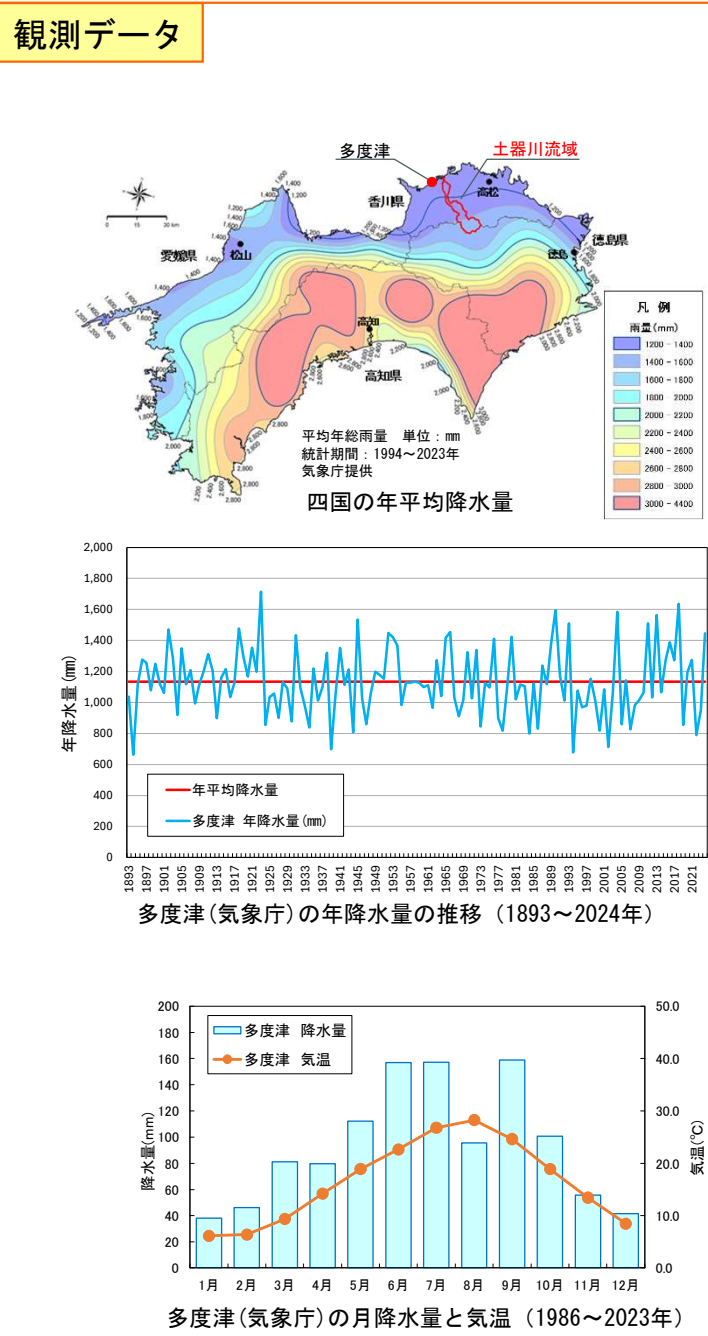 観測データ
多度津
土器川流域
香川県
高松
愛媛県
松山
徳島
徳島県
高知
高知県
0 15 30 km
平均年総雨量 単位：mm
統計期間：1994～2023年
気象庁提供
四国の年平均降水量
凡 例
雨量(mm)
1200 - 1400
1400 - 1600
1600 - 1800
1800 - 2000
2000 - 2200
2200 - 2400
2400 - 2600
2600 - 2800
2800 - 3000
3000 - 4400
年降水量(mm)
2,000
1,800
1,600
1,400
1,200
1,000
800
600
400
200
0
年平均降水量
多度津 年降水量(mm)
1893 1897 1901 1905 1909 1913 1917 1921 1925 1929 1933 1937 1941 1945 1949 1953 1957 1961 1965 1969 1973 1977 1981 1985 1989 1993 1997 2001 2005 2009 2013 2017 2021
多度津(気象庁)の年降水量の推移（1893～2024年）
降水量(mm)
200
180
160
140
120
100
80
60
40
20
0
多度津 降水量
多度津 気温
50.0
40.0
30.0
20.0
10.0
0.0
気温(℃)
1月 2月 3月 4月 5月 6月 7月 8月 9月 10月 11月 12月
多度津(気象庁)の月降水量と気温（1986～2023年）